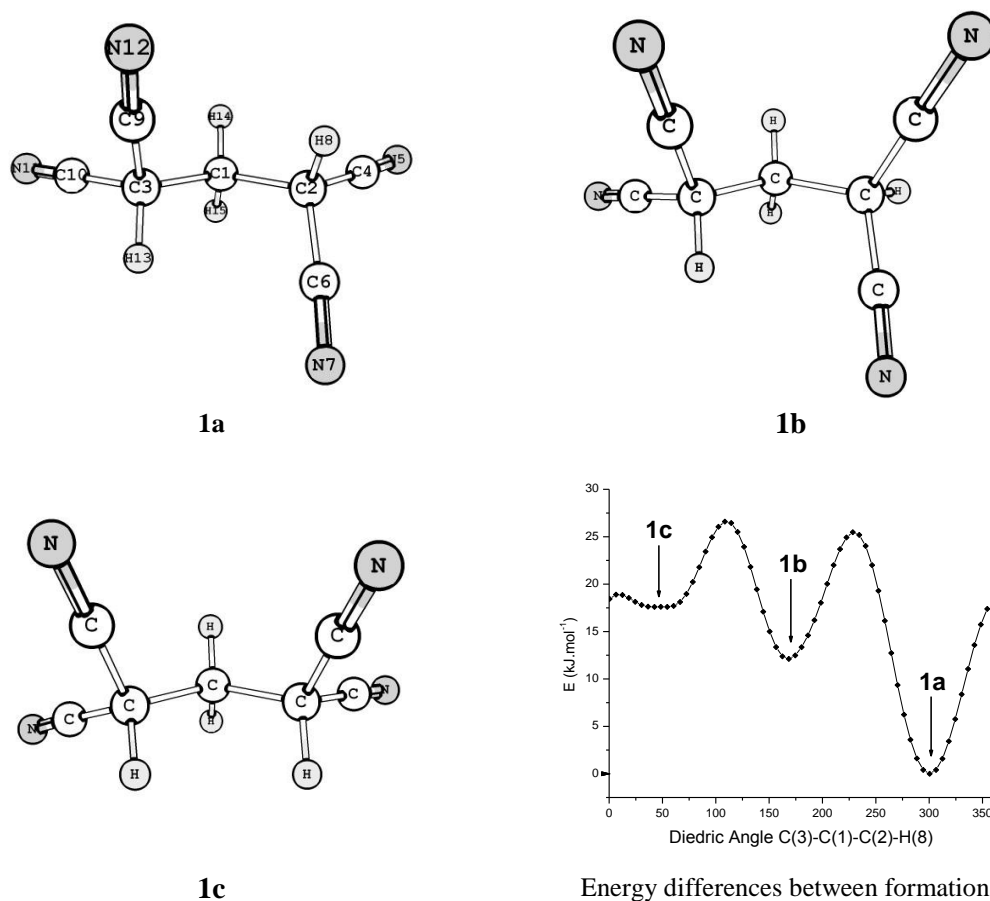 N12
C9
H14
H8
N1
C10
C3
C1
C2
C4
N5
H15
H13
C6
N7
1a
N
N
C
C
H
N
C
C
C
C
H
H
H
C
N
1b
N
N
C
C
H
N
C
C
C
C
C
N
H
H
H
1c
30
25
20
15
10
5
0
E (kJ.mol⁻¹)
1c
1b
1a
0 50 100 150 200 250 300 350
Diedric Angle C(3)-C(1)-C(2)-H(8)
Energy differences between formation